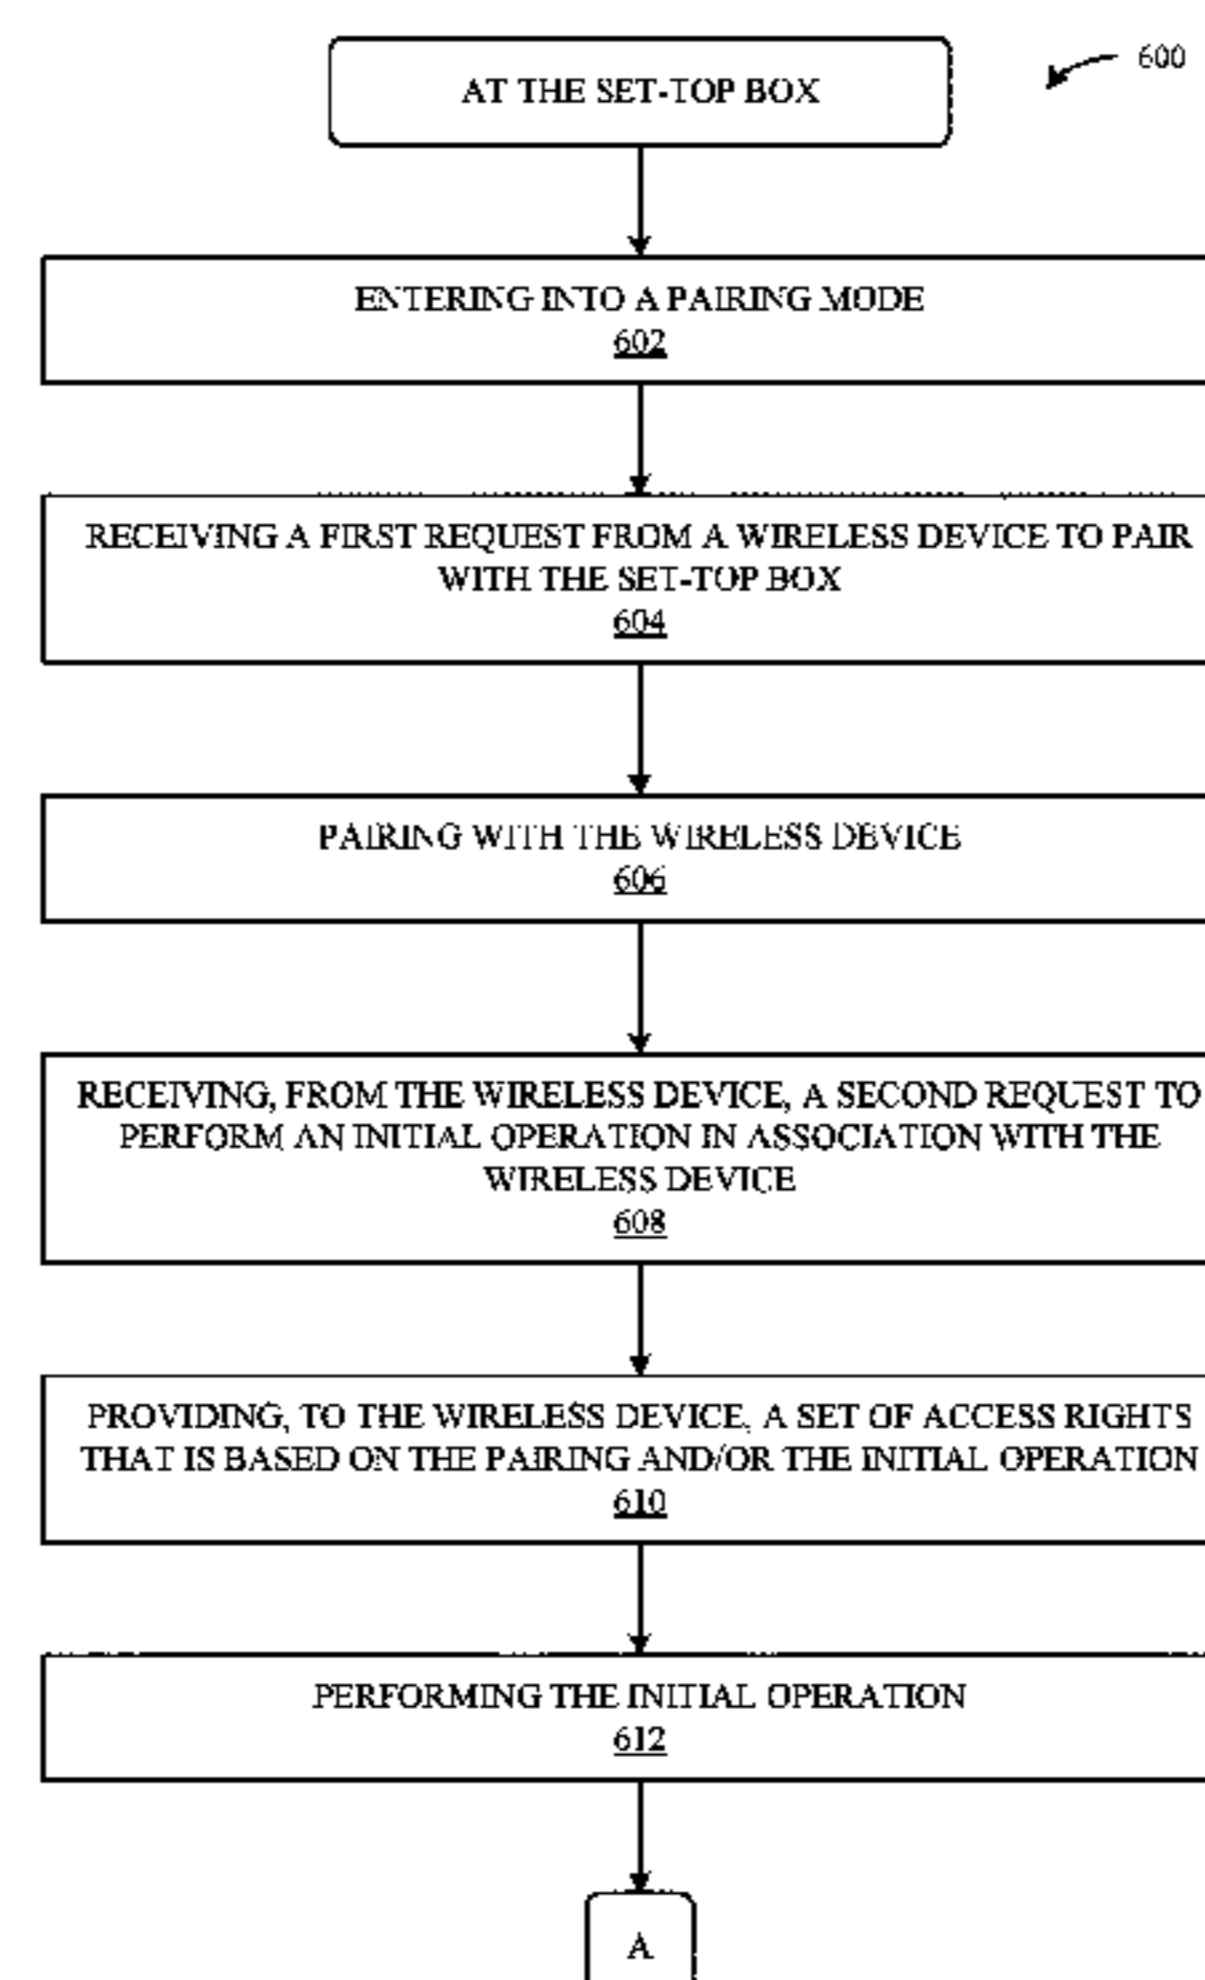 600
AT THE SET-TOP BOX
ENTERING INTO A PAIRING MODE
602
RECEIVING A FIRST REQUEST FROM A WIRELESS DEVICE TO PAIR
WITH THE SET-TOP BOX
604
PAIRING WITH THE WIRELESS DEVICE
606
RECEIVING, FROM THE WIRELESS DEVICE, A SECOND REQUEST TO
PERFORM AN INITIAL OPERATION IN ASSOCIATION WITH THE
WIRELESS DEVICE
608
PROVIDING, TO THE WIRELESS DEVICE, A SET OF ACCESS RIGHTS
THAT IS BASED ON THE PAIRING AND/OR THE INITIAL OPERATION
610
PERFORMING THE INITIAL OPERATION
612
A